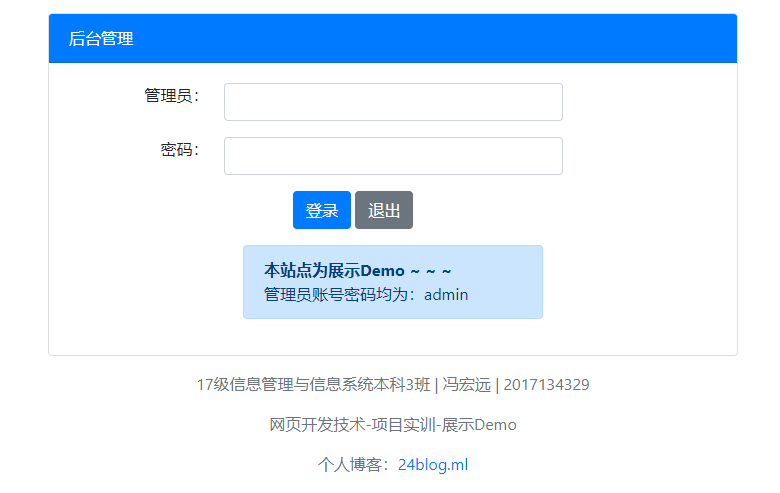 后台管理
管理员：
密码：
登录 退出
本站点为展示Demo ~ ~ ~
管理员账号密码均为：admin
17级信息管理与信息系统本科3班 | 冯宏远 | 2017134329
网页开发技术-项目实训-展示Demo
个人博客：24blog.ml